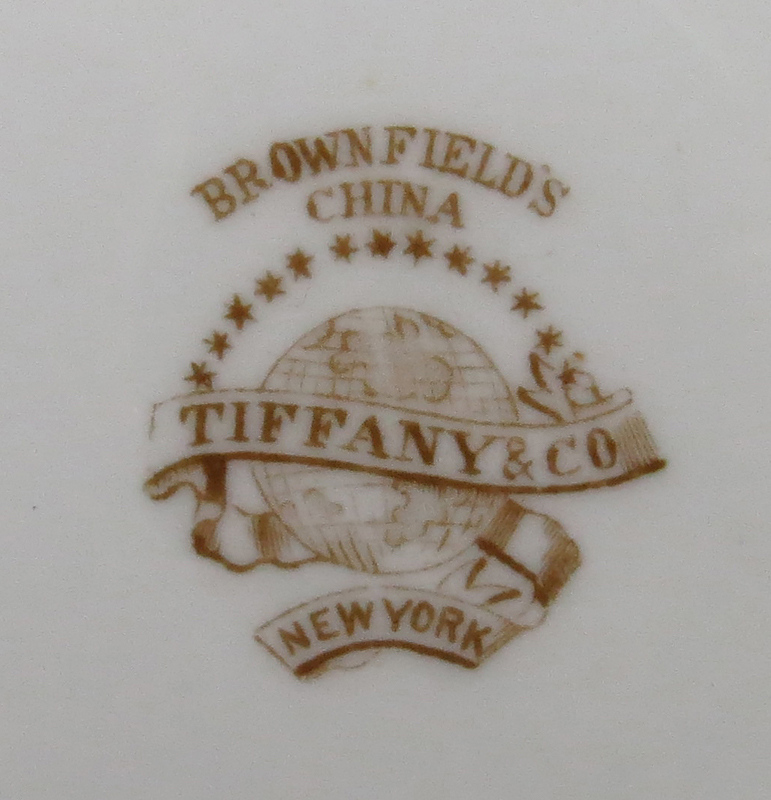 BROWNFIELD'S
CHINA
TIFFANY & CO
NEW YORK